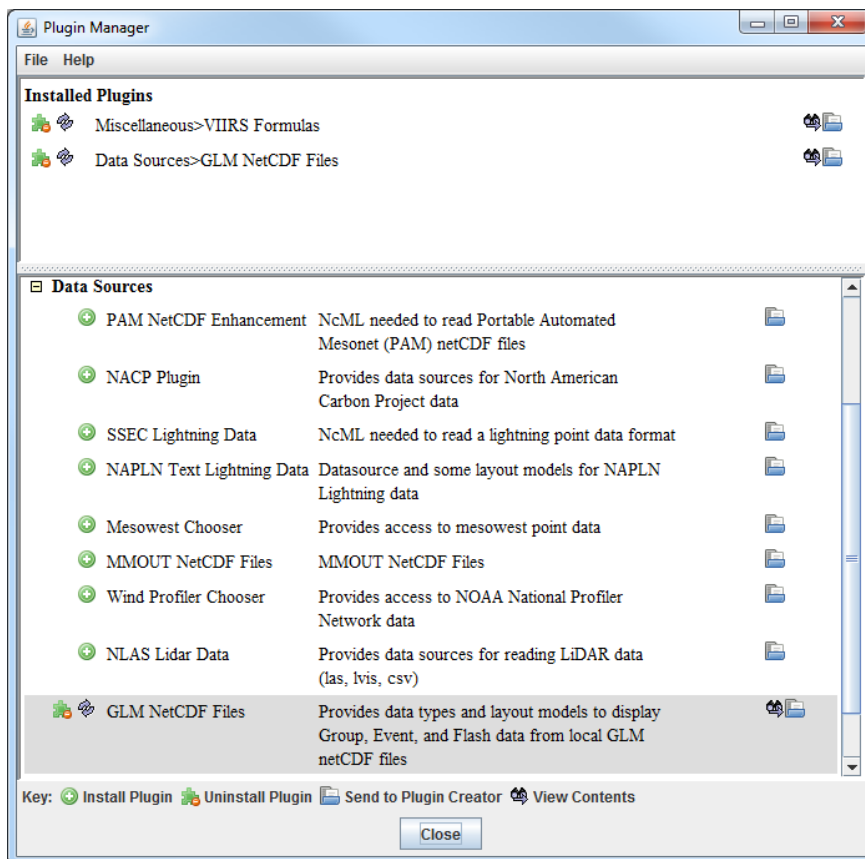 Plugin Manager
File Help
Installed Plugins
Miscellaneous>VIIRS Formulas
Data Sources>GLM NetCDF Files
Data Sources
PAM NetCDF Enhancement NcML needed to read Portable Automated
Mesonet (PAM) netCDF files
NACP Plugin Provides data sources for North American
Carbon Project data
SSEC Lightning Data NcML needed to read a lightning point data format
NAPLN Text Lightning Data Datasource and some layout models for NAPLN
Lightning data
Mesowest Chooser Provides access to mesowest point data
MMOUT NetCDF Files MMOUT NetCDF Files
Wind Profiler Chooser Provides access to NOAA National Profiler
Network data
NLAS Lidar Data Provides data sources for reading LiDAR data
(las, lvis, csv)
GLM NetCDF Files Provides data types and layout models to display
Group, Event, and Flash data from local GLM
netCDF files
Key: Install Plugin Uninstall Plugin Send to Plugin Creator View Contents
Close